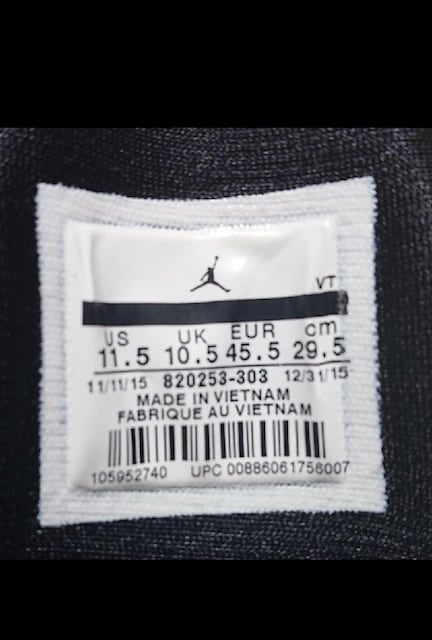 VT
US UK EUR cm
11.5 10.5 45.5 29.5
11/11/15 820253-303 12/31/15
MADE IN VIETNAM
FABRIQUE AU VIETNAM
105952740 UPC 00886061758007